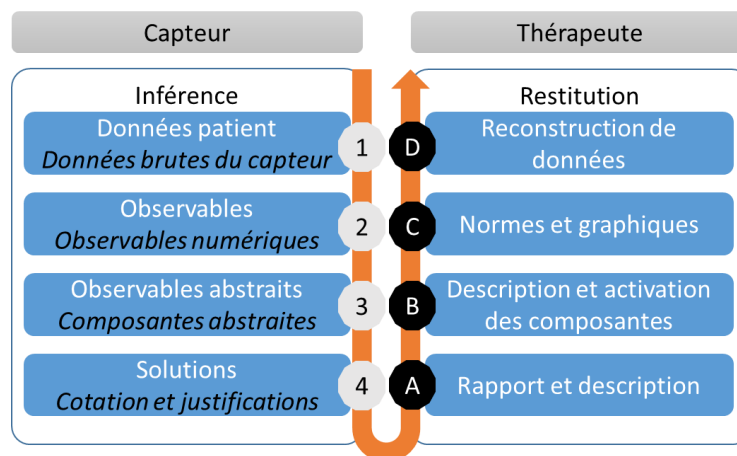 Capteur
Thérapeute
Inférence
Restitution
Données patient
Données brutes du capteur
1
D
Reconstruction de
données
Observables
Observables numériques
2
C
Normes et graphiques
Observables abstraits
Composantes abstraites
3
B
Description et activation
des composantes
Solutions
Cotation et justifications
4
A
Rapport et description